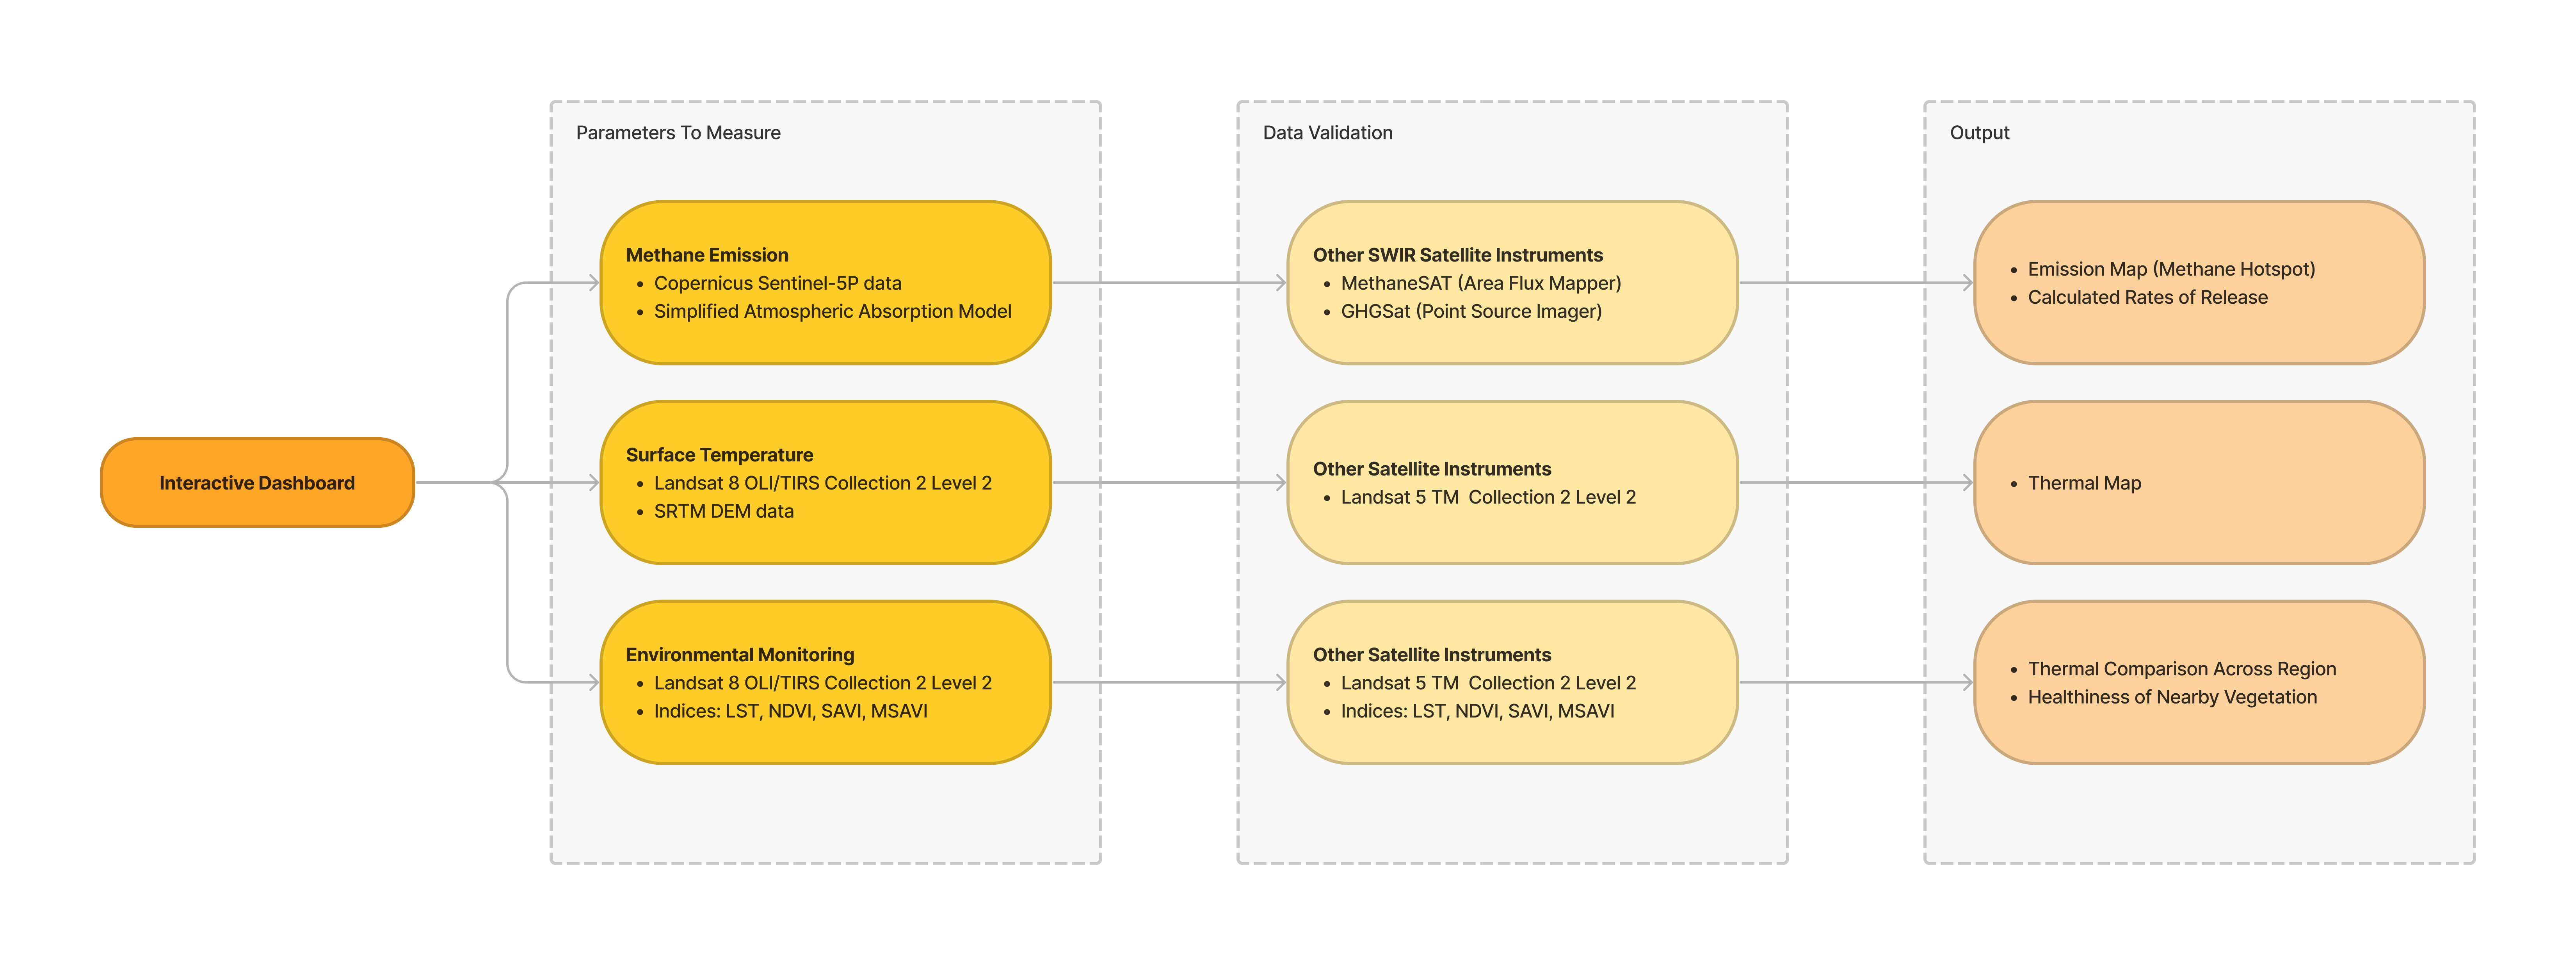 Interactive Dashboard
Parameters To Measure
Methane Emission
• Copernicus Sentinel-5P data
• Simplified Atmospheric Absorption Model
Surface Temperature
• Landsat 8 OLI/TIRS Collection 2 Level 2
• SRTM DEM data
Environmental Monitoring
• Landsat 8 OLI/TIRS Collection 2 Level 2
• Indices: LST, NDVI, SAVI, MSAVI
Data Validation
Other SWIR Satellite Instruments
• MethaneSAT (Area Flux Mapper)
• GHGSat (Point Source Imager)
Other Satellite Instruments
• Landsat 5 TM  Collection 2 Level 2
Other Satellite Instruments
• Landsat 5 TM  Collection 2 Level 2
• Indices: LST, NDVI, SAVI, MSAVI
Output
• Emission Map (Methane Hotspot)
• Calculated Rates of Release
• Thermal Map
• Thermal Comparison Across Region
• Healthiness of Nearby Vegetation